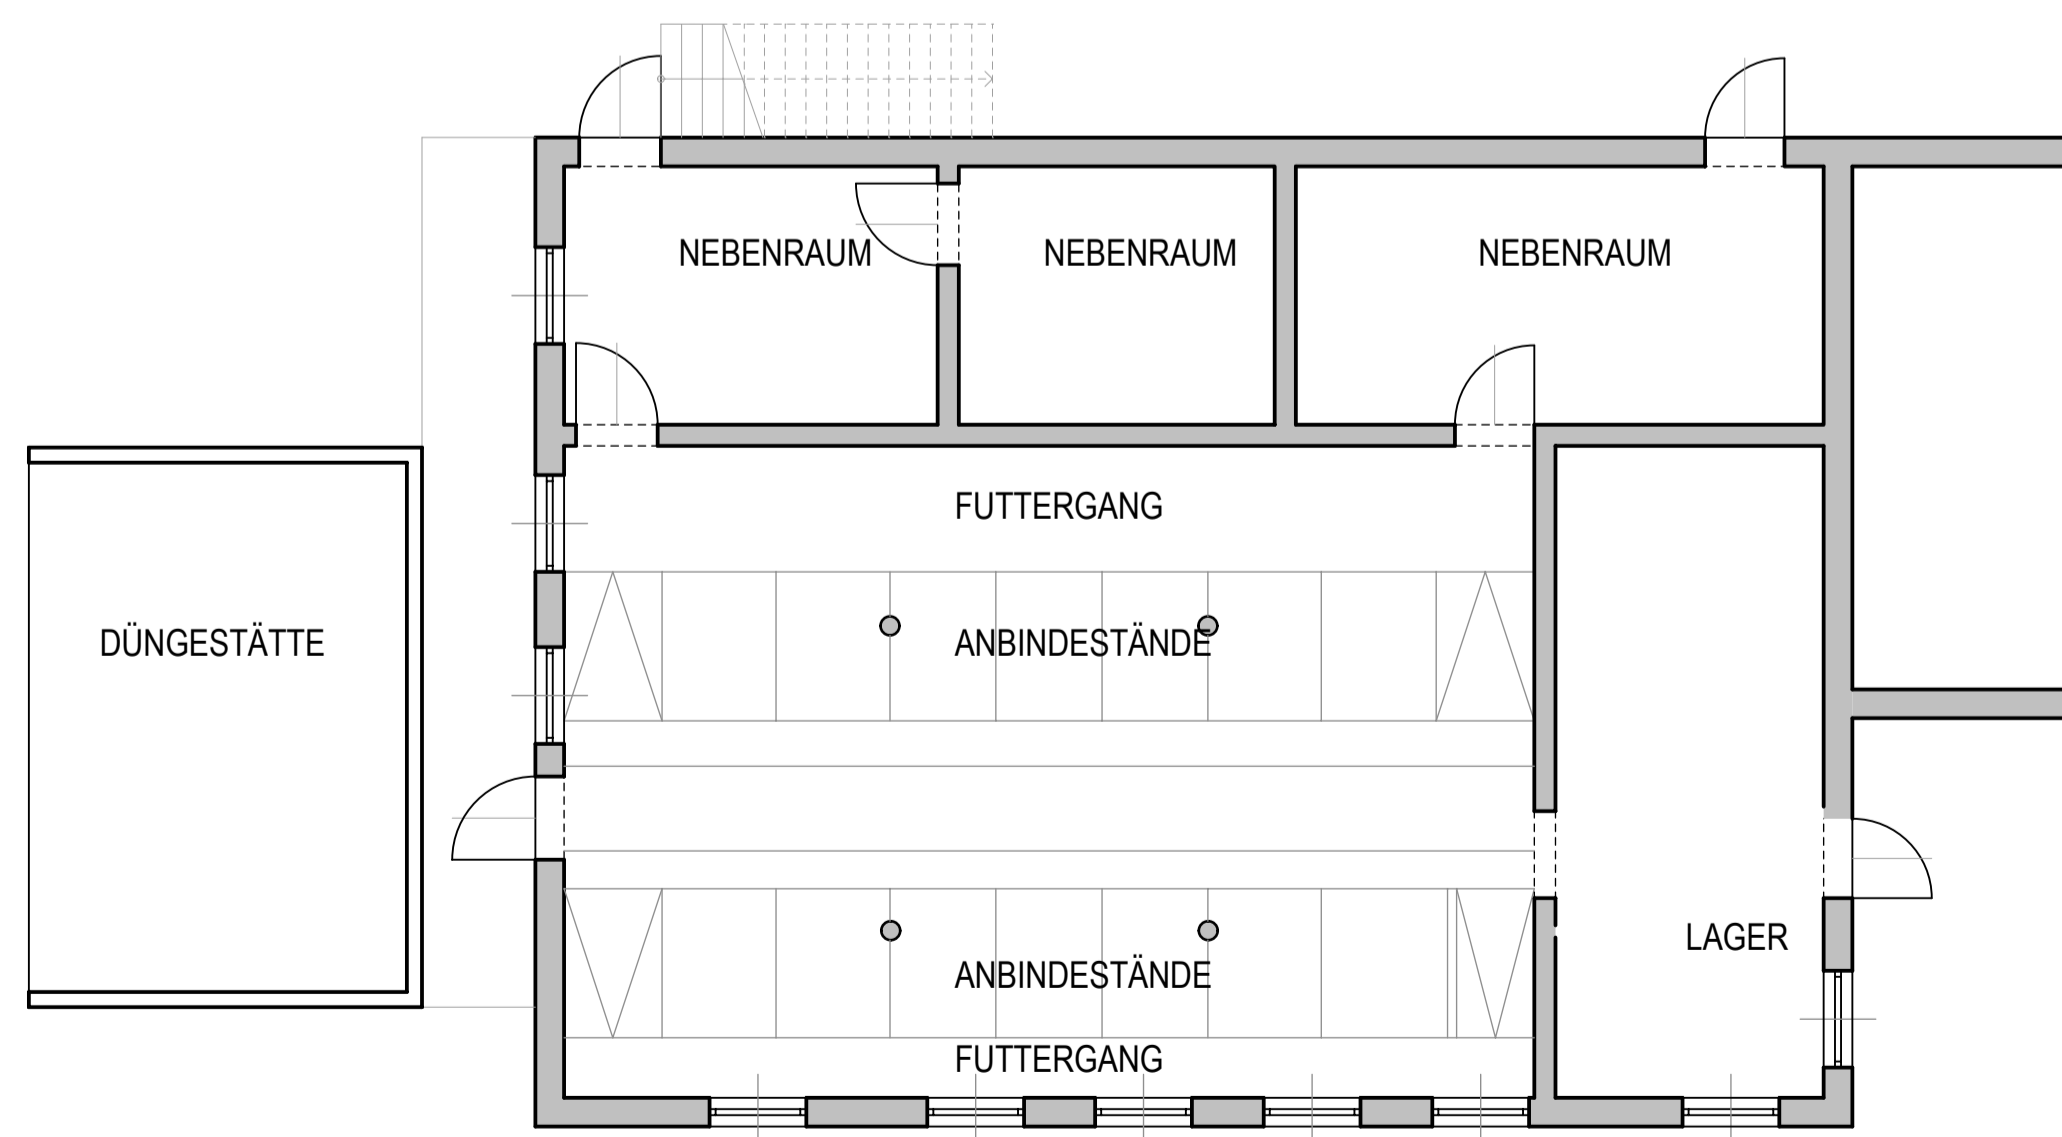 NEBENRAUM
NEBENRAUM
NEBENRAUM
FUTTERGANG
DÜNGESTÄTTE
ANBINDESTÄNDE
LAGER
ANBINDESTÄNDE
FUTTERGANG